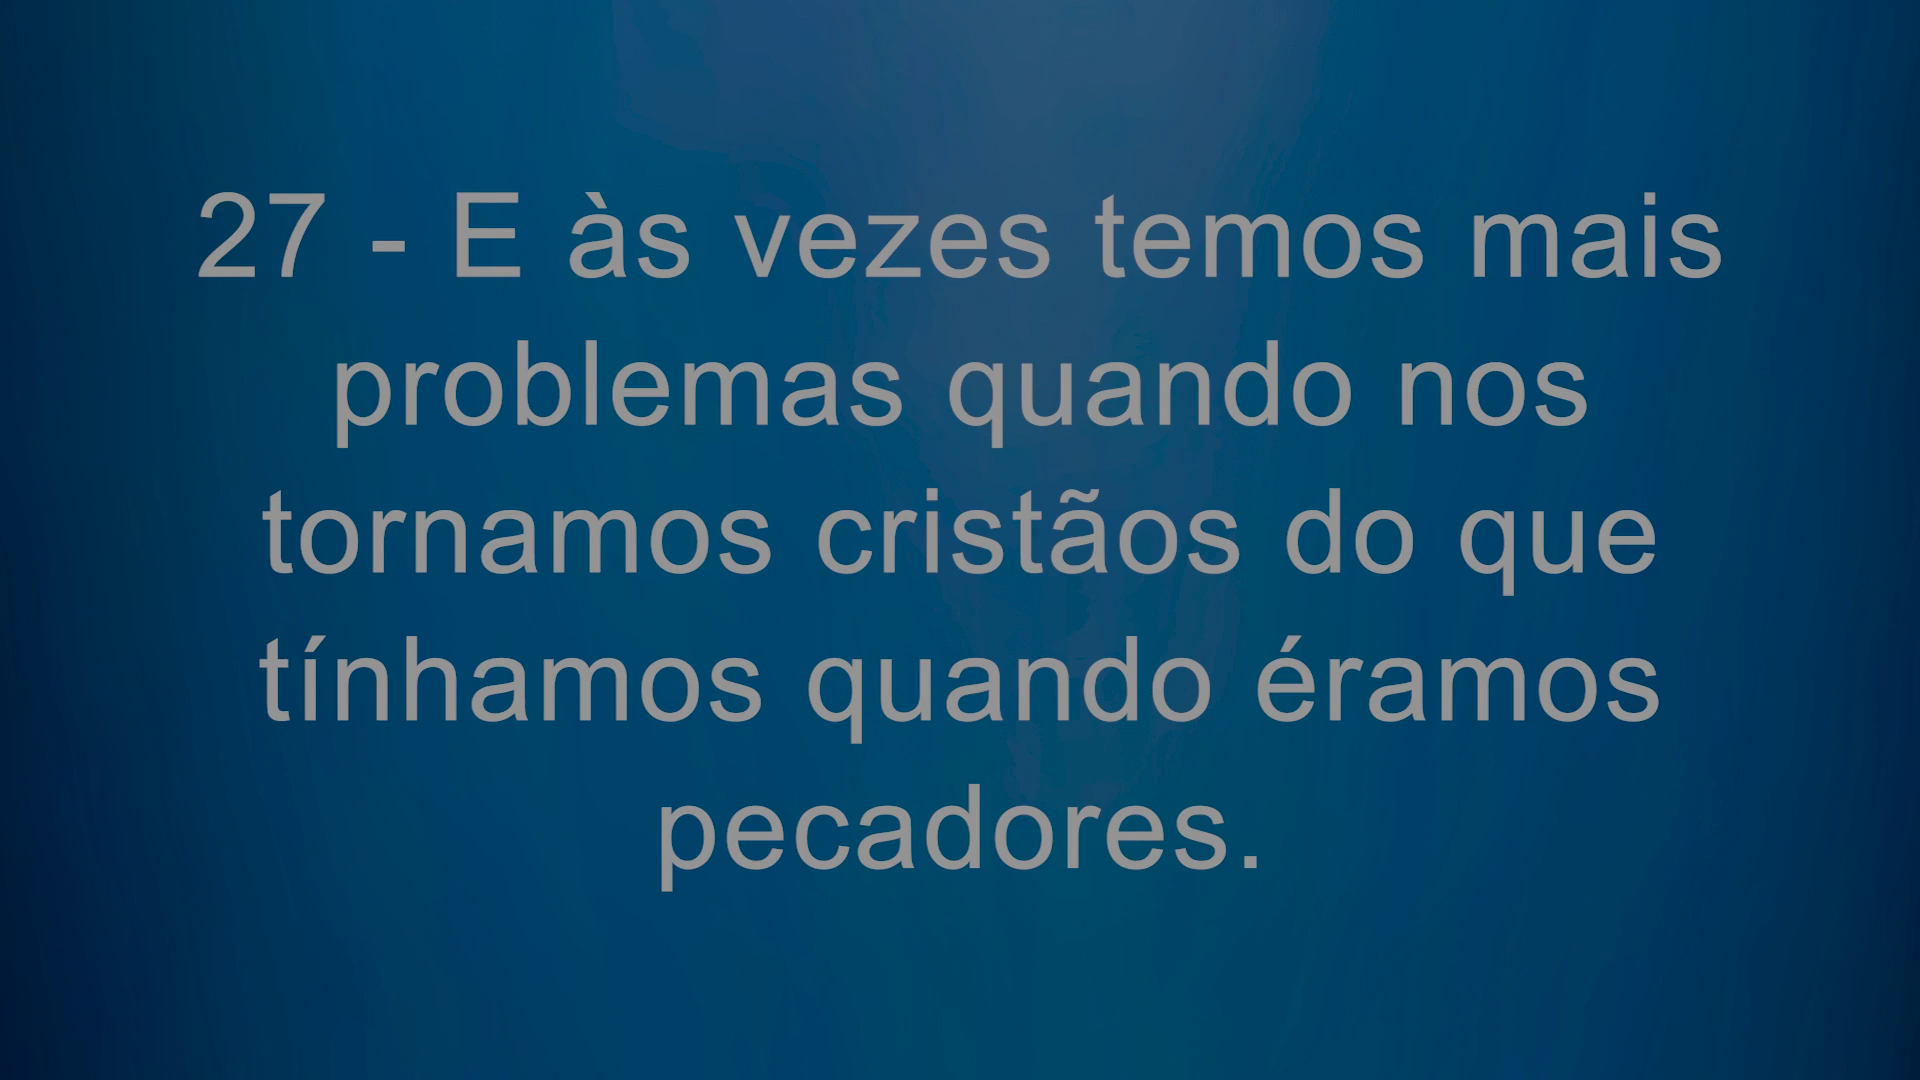 27 - E às vezes temos mais
problemas quando nos
tornamos cristãos do que
tínhamos quando éramos
pecadores.